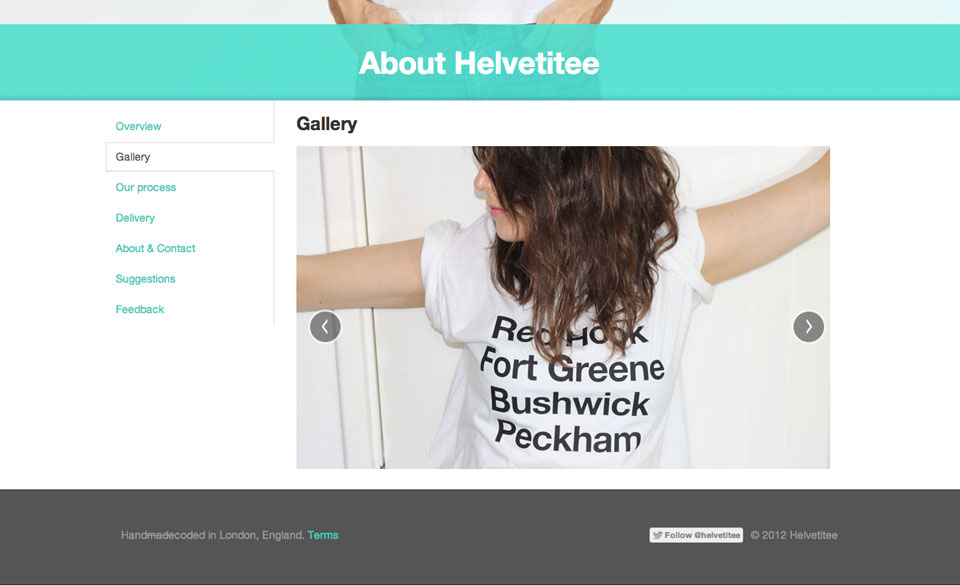 About Helvetitee
Overview
Gallery
Our process
Delivery
About & Contact
Suggestions
Feedback
Gallery
Red Hook
Fort Greene
Bushwick
Peckham
Handmadecoded in London, England. Terms
Follow @helvetitee
© 2012 Helvetitee